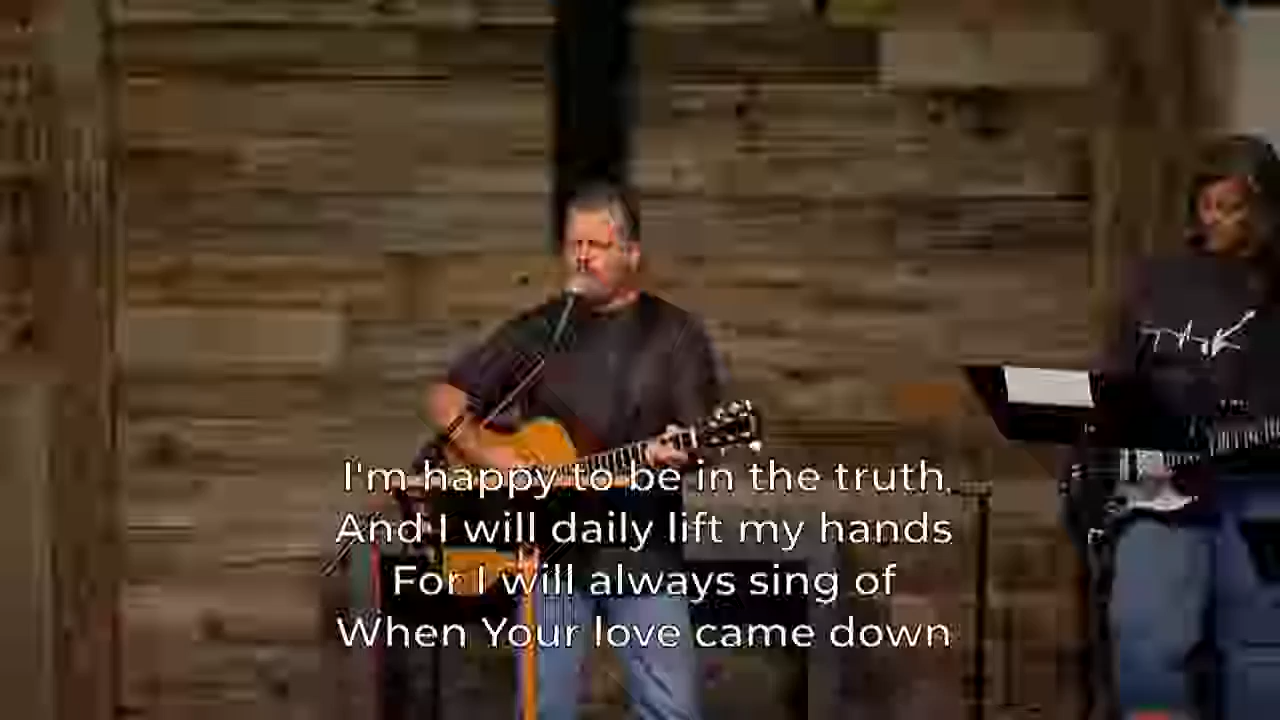 I'm happy to be in the truth,
And I will daily lift my hands
For I will always sing of
When Your love came down